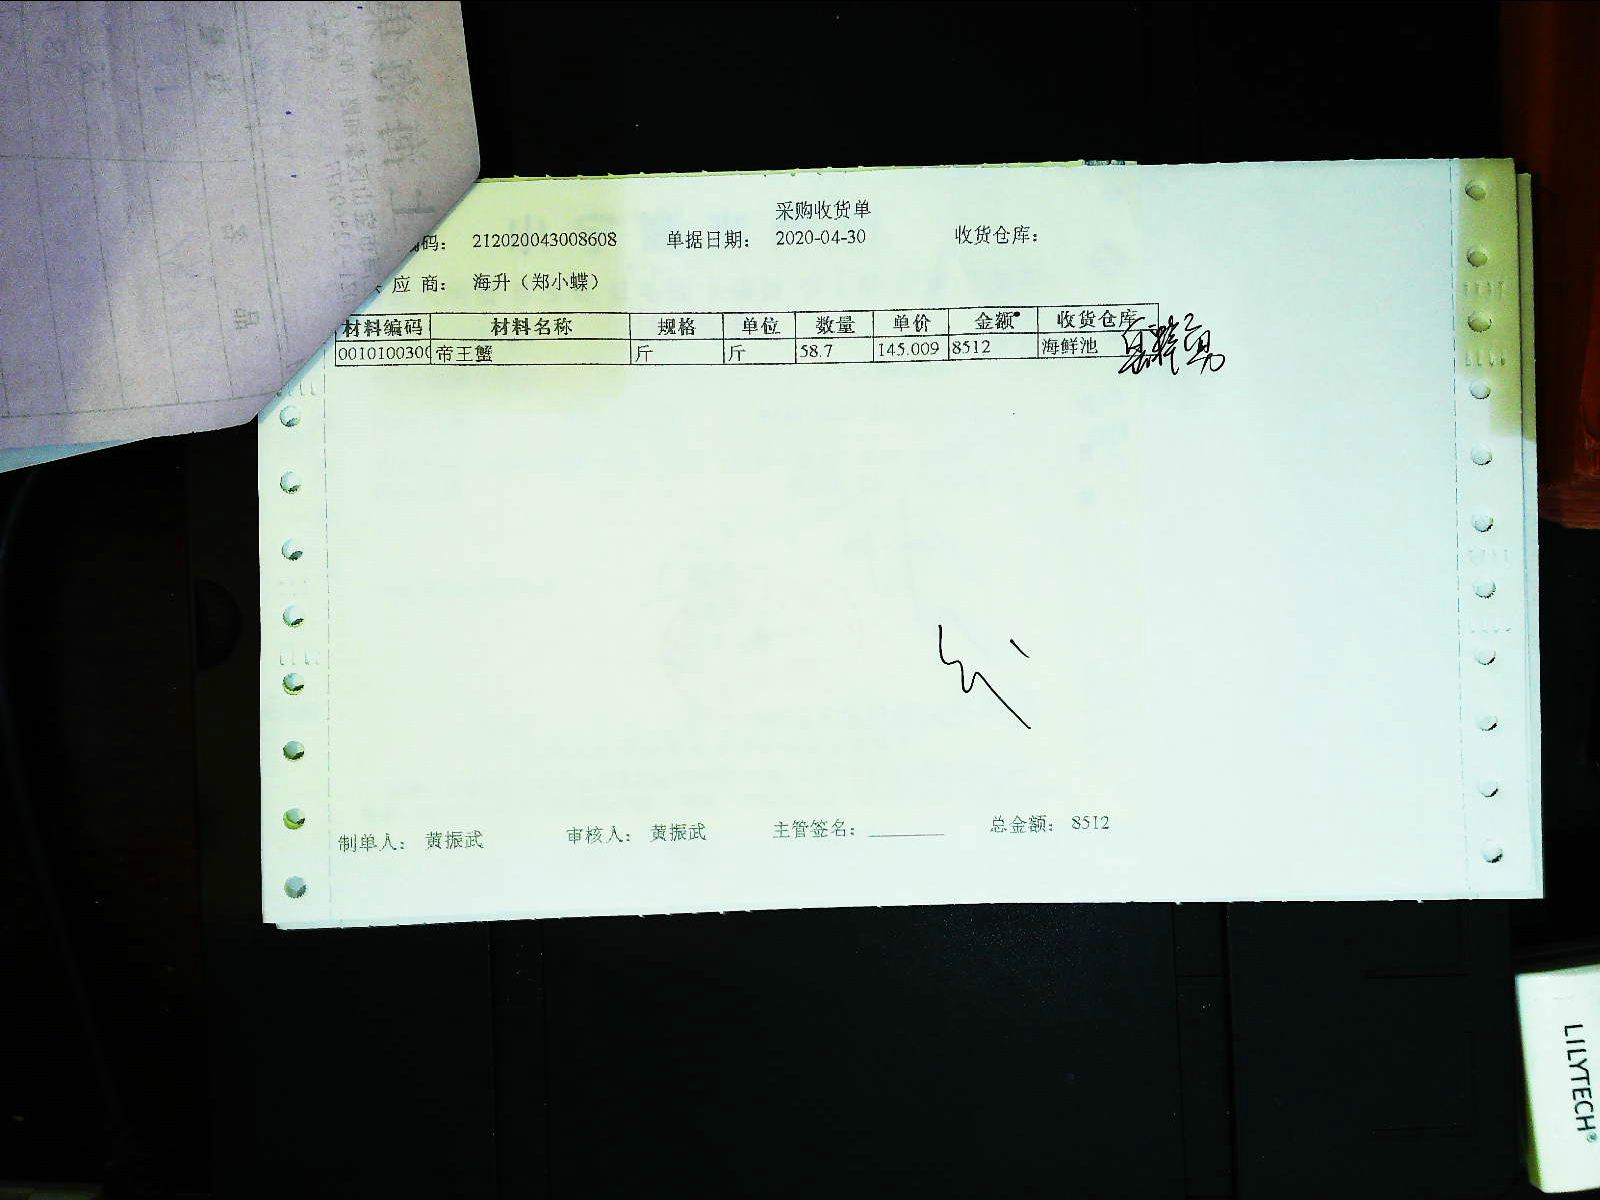 采购收货单
码： 212020043008608 单据日期： 2020-04-30 收货仓库：
应 商： 海升（郑小蝶）
材料编码 材料名称 规格 单位 数量 单价 金额 收货仓库
0010100300 帝王蟹 斤 斤 58.7 145.009 8512 海鲜池
制单人： 黄振武 审核人： 黄振武 主管签名： 总金额： 8512
LILYTECH